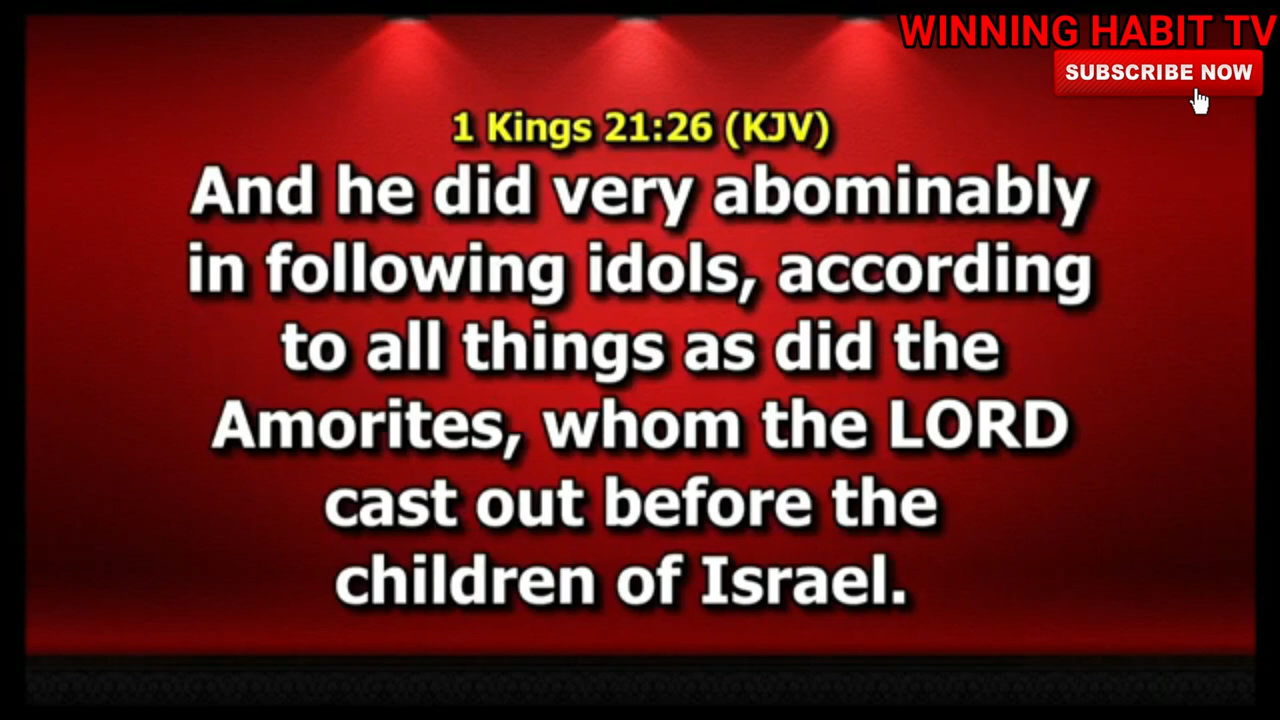 WINNING HABIT TV
SUBSCRIBE NOW
1 Kings 21:26 (KJV)
And he did very abominably
in following idols, according
to all things as did the
Amorites, whom the LORD
cast out before the
children of Israel.